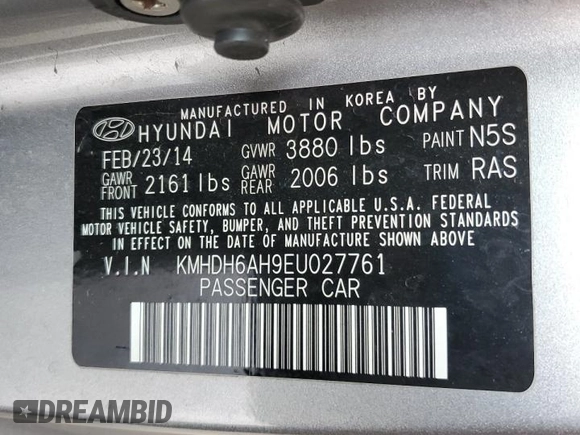 MANUFACTURED IN KOREA BY
HYUNDAI MOTOR COMPANY
FEB/23/14 GVWR 3880 lbs PAINT N5S
GAWR FRONT 2161 lbs GAWR REAR 2006 lbs TRIM RAS
THIS VEHICLE CONFORMS TO ALL APPLICABLE U.S.A. FEDERAL
MOTOR VEHICLE SAFETY, BUMPER, AND THEFT PREVENTION STANDARDS
IN EFFECT ON THE DATE OF MANUFACTURE SHOWN ABOVE
V.I.N KMHDH6AH9EU027761
PASSENGER CAR
DREAMBID